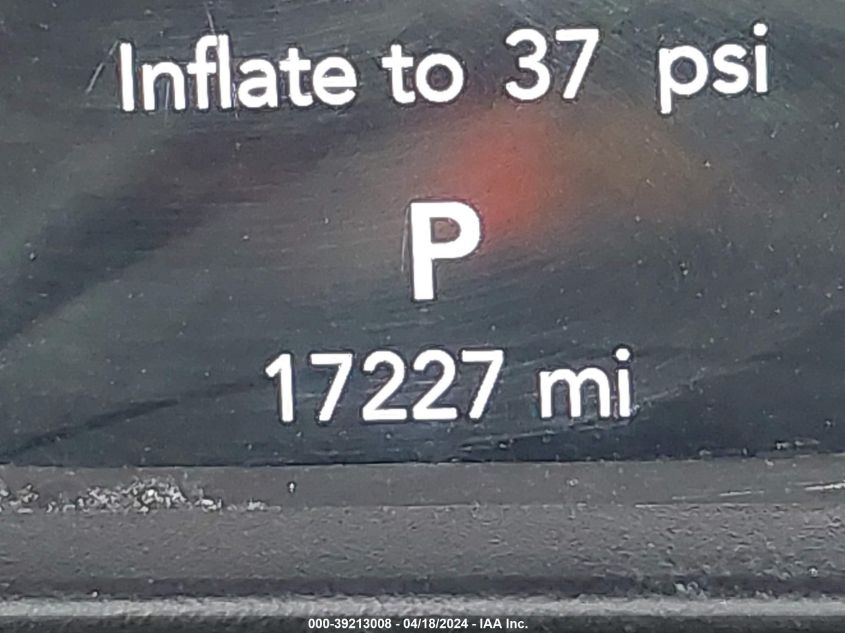 Inflate to 37 psi
P
17227 mi
000-39213008 - 04/18/2024 - IAA Inc.